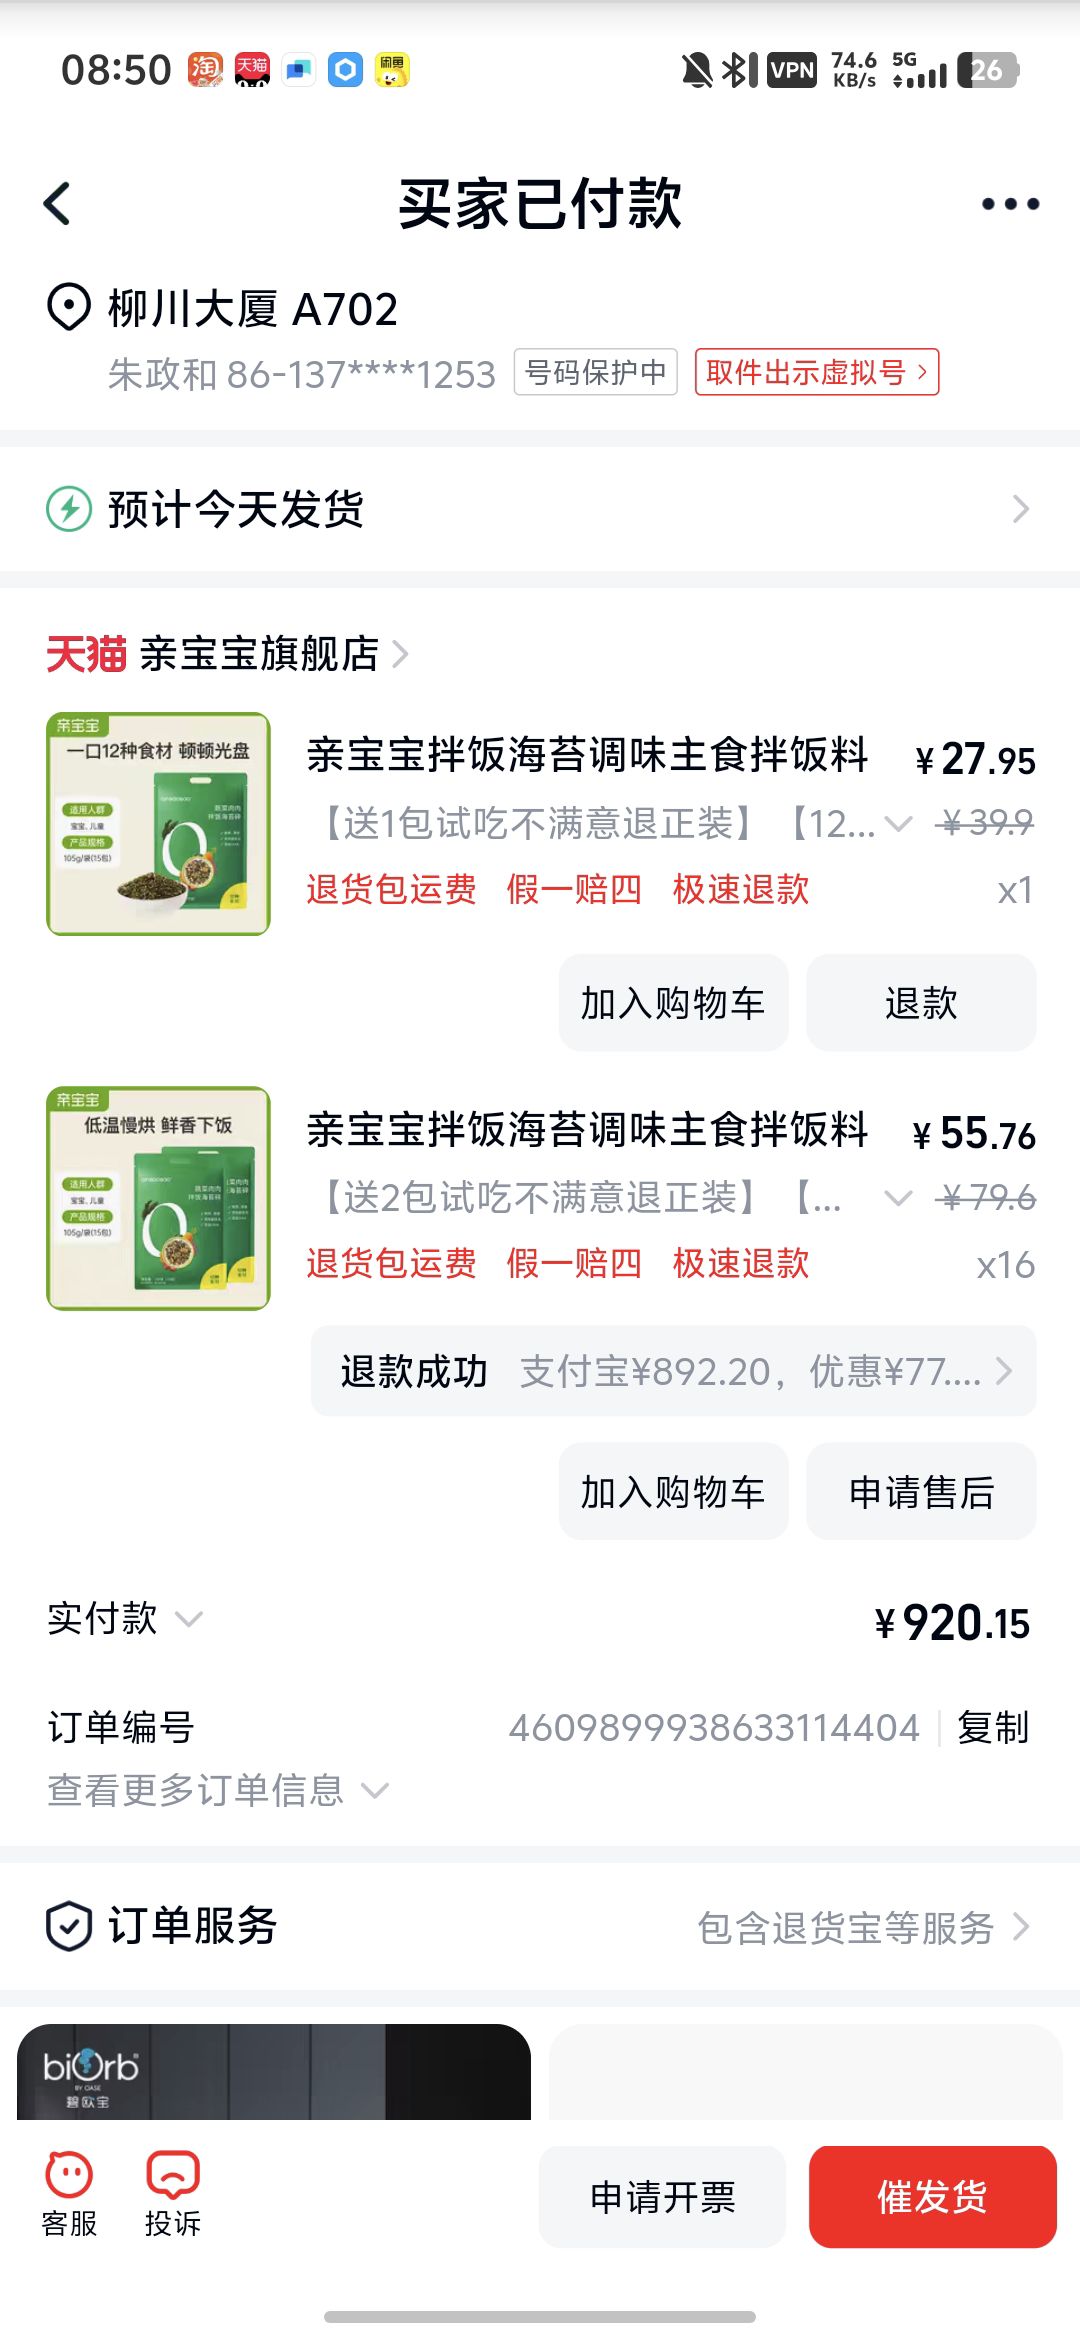 08:50 淘 天猫 闲鱼 VPN 74.6 KB/s 5G 26
买家已付款
柳川大厦 A702
朱政和 86-137****1253 号码保护中 取件出示虚拟号
预计今天发货
天猫 亲宝宝旗舰店
亲宝宝
一口12种食材 顿顿光盘
适用人群
宝宝、儿童
产品规格
105g/袋(15包)
亲宝宝拌饭海苔调味主食拌饭料 ¥27.95
【送1包试吃不满意退正装】【12... ¥39.9
退货包运费 假一赔四 极速退款 x1
加入购物车 退款
亲宝宝
低温慢烘 鲜香下饭
适用人群
宝宝、儿童
产品规格
105g/袋(15包)
亲宝宝拌饭海苔调味主食拌饭料 ¥55.76
【送2包试吃不满意退正装】【... ¥79.6
退货包运费 假一赔四 极速退款 x16
退款成功 支付宝¥892.20，优惠¥77....
加入购物车 申请售后
实付款 ¥920.15
订单编号 4609899938633114404 复制
查看更多订单信息
订单服务 包含退货宝等服务
biOrb
BY OASE
碧欧宝
客服 投诉 申请开票 催发货